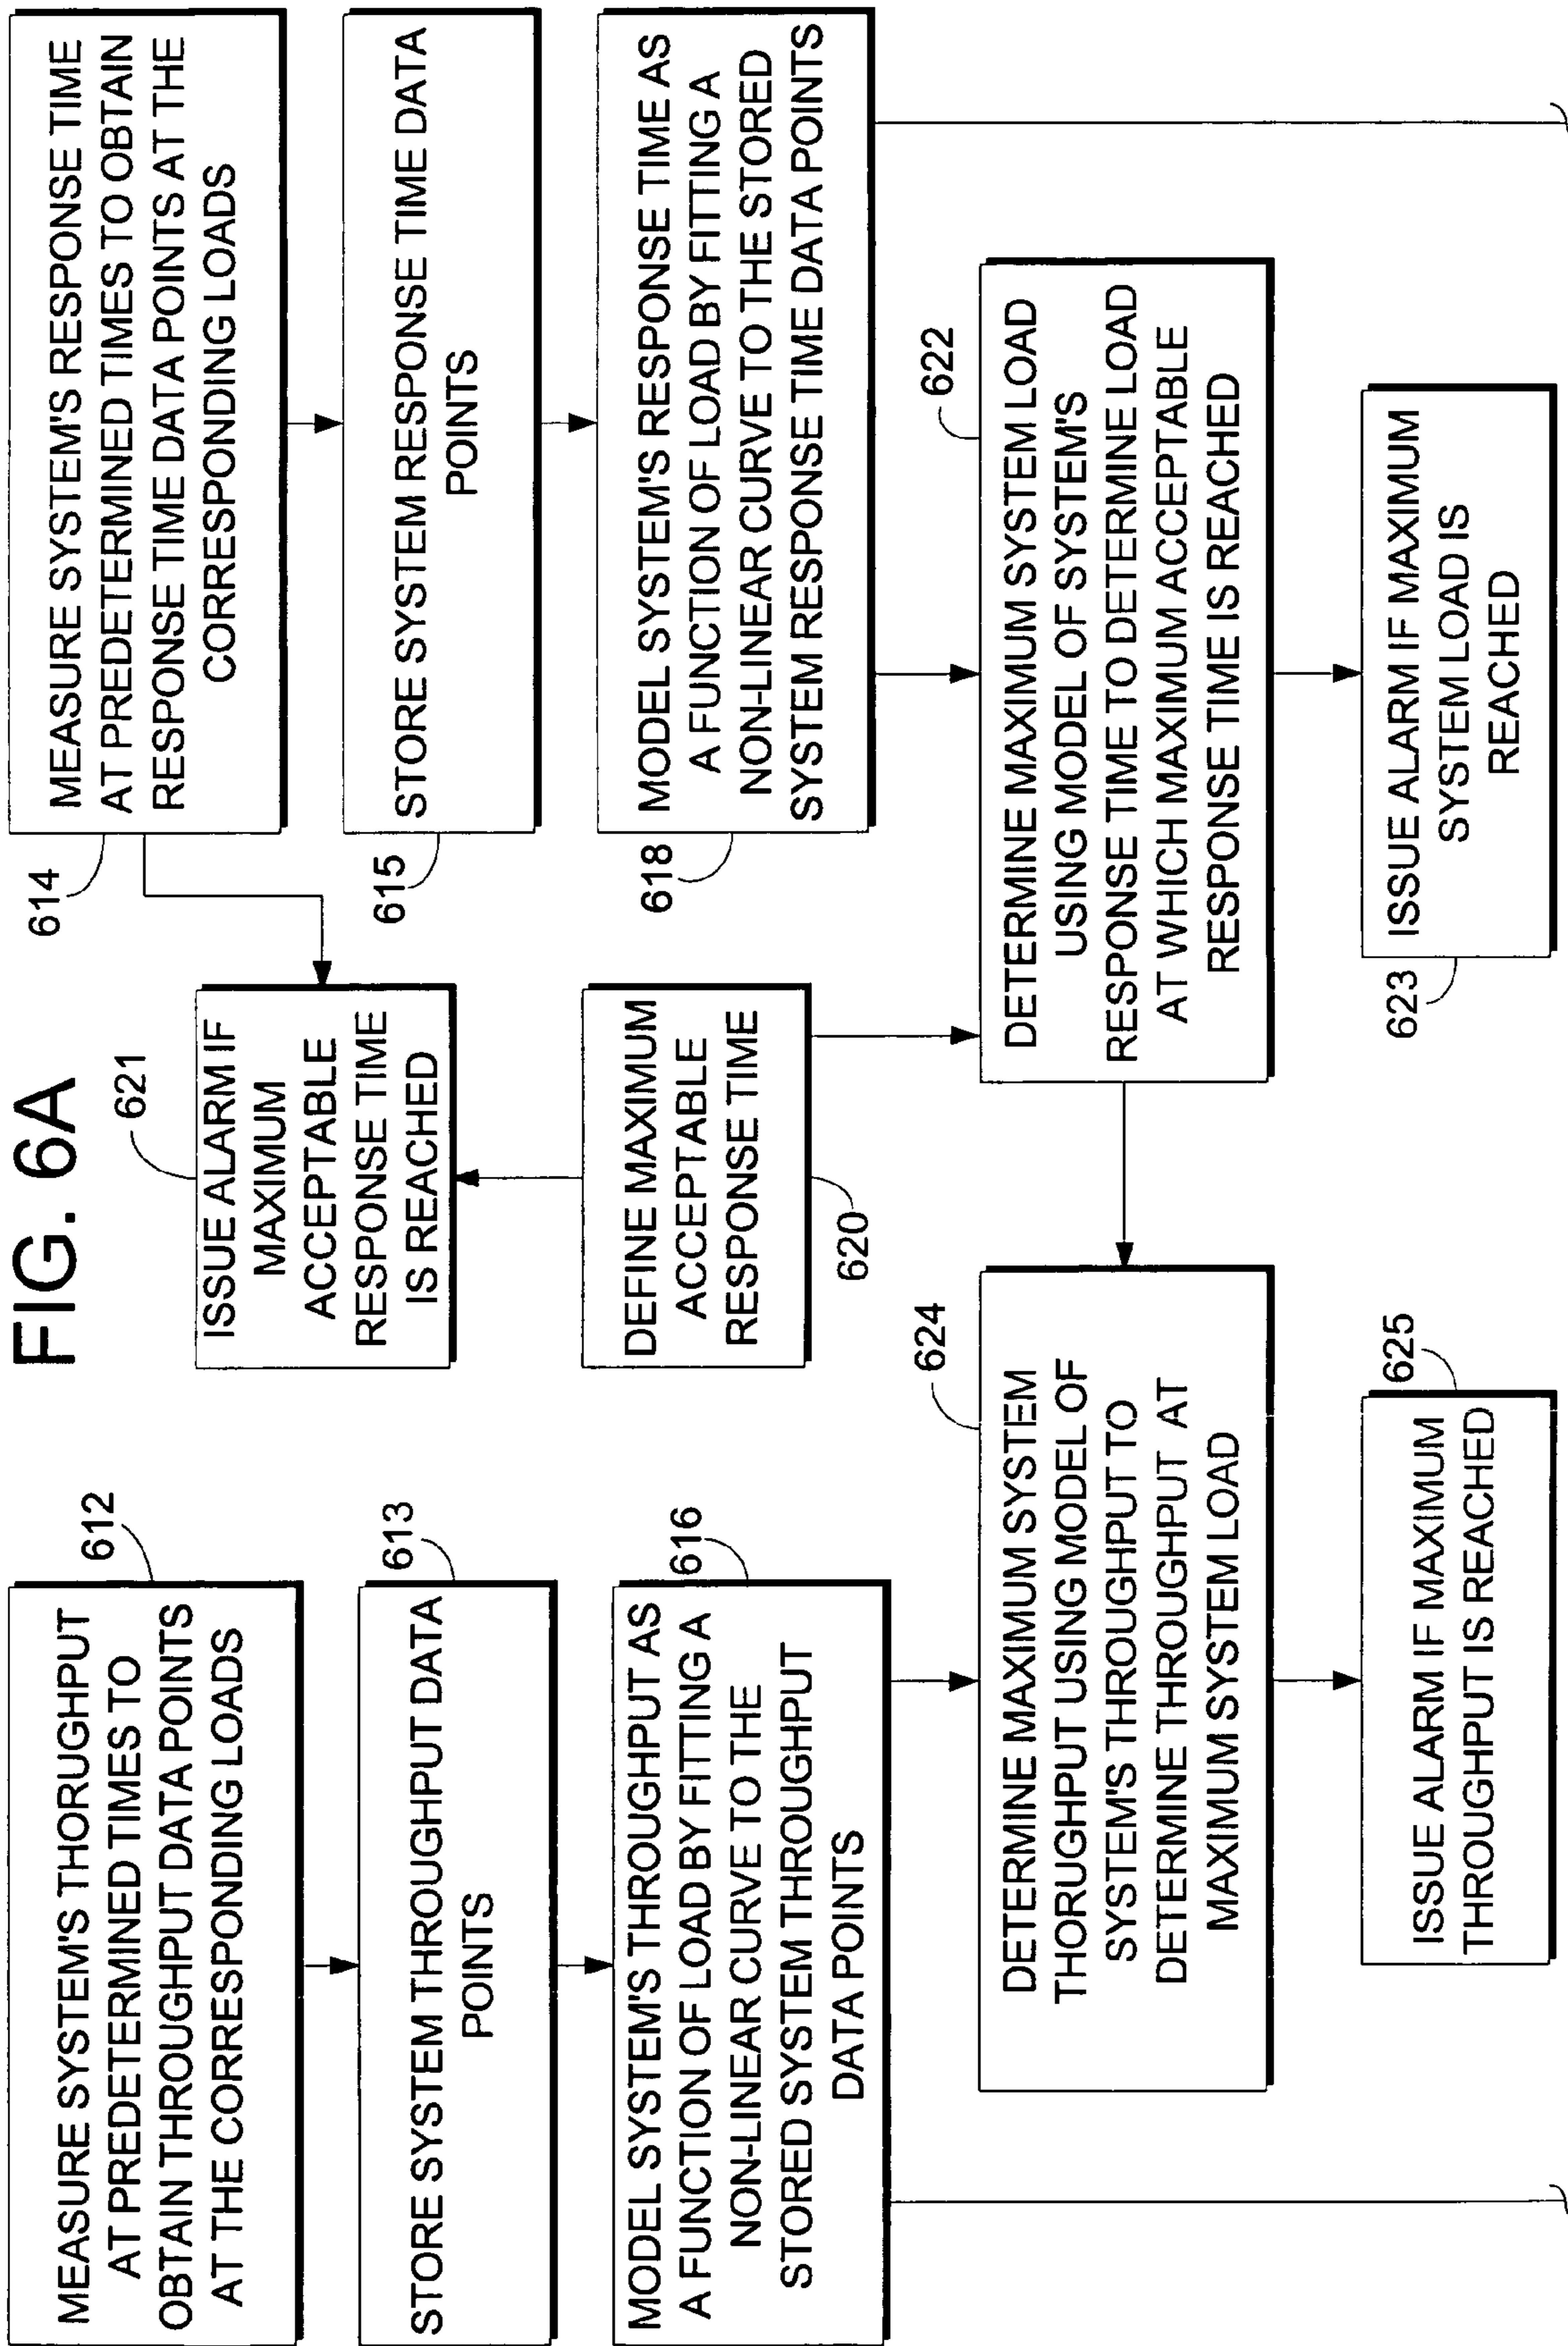 FIG. 6A
612
MEASURE SYSTEM'S THORUGHPUT
AT PREDETERMINED TIMES TO
OBTAIN THROUGHPUT DATA POINTS
AT THE CORRESPONDING LOADS
613
STORE SYSTEM THROUGHPUT DATA
POINTS
616
MODEL SYSTEM'S THROUGHPUT AS
A FUNCTION OF LOAD BY FITTING A
NON-LINEAR CURVE TO THE
STORED SYSTEM THROUGHPUT
DATA POINTS
621
ISSUE ALARM IF
MAXIMUM
ACCEPTABLE
RESPONSE TIME
IS REACHED
DEFINE MAXIMUM
ACCEPTABLE
RESPONSE TIME
620
614
MEASURE SYSTEM'S RESPONSE TIME
AT PREDETERMINED TIMES TO OBTAIN
RESPONSE TIME DATA POINTS AT THE
CORRESPONDING LOADS
615
STORE SYSTEM RESPONSE TIME DATA
POINTS
618
MODEL SYSTEM'S RESPONSE TIME AS
A FUNCTION OF LOAD BY FITTING A
NON-LINEAR CURVE TO THE STORED
SYSTEM RESPONSE TIME DATA POINTS
624
DETERMINE MAXIMUM SYSTEM
THORUGHPUT USING MODEL OF
SYSTEM'S THROUGHPUT TO
DETERMINE THROUGHPUT AT
MAXIMUM SYSTEM LOAD
622
DETERMINE MAXIMUM SYSTEM LOAD
USING MODEL OF SYSTEM'S
RESPONSE TIME TO DETERMINE LOAD
AT WHICH MAXIMUM ACCEPTABLE
RESPONSE TIME IS REACHED
625
ISSUE ALARM IF MAXIMUM
THROUGHPUT IS REACHED
623
ISSUE ALARM IF MAXIMUM
SYSTEM LOAD IS
REACHED